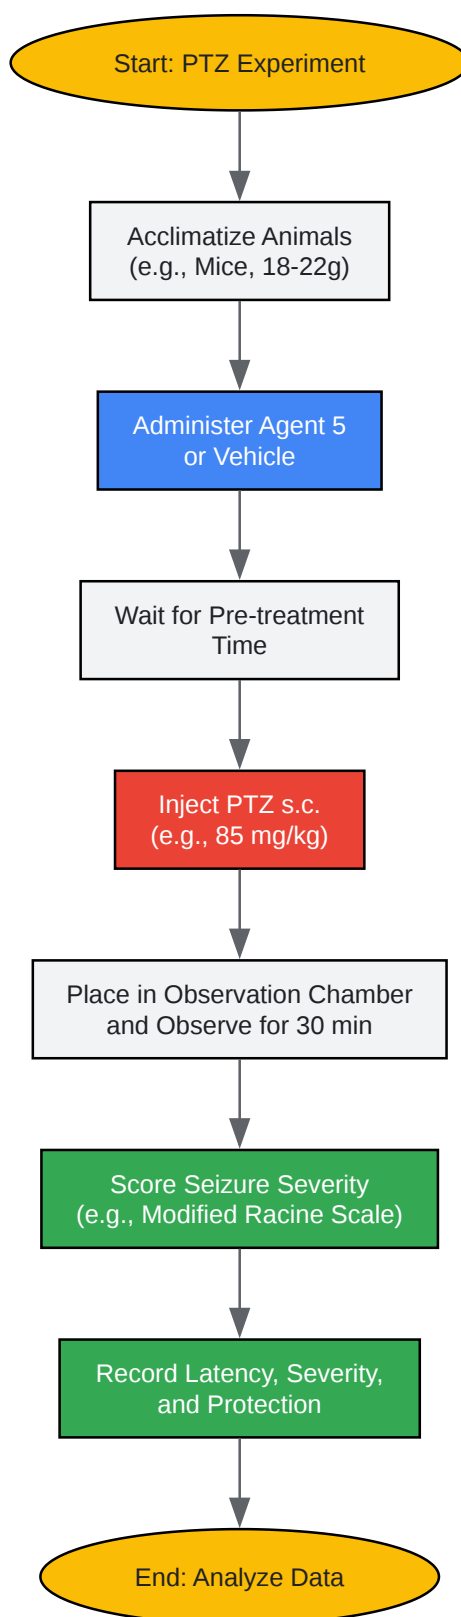 Start: PTZ Experiment
Acclimatize Animals
(e.g., Mice, 18-22g)
Administer Agent 5
or Vehicle
Wait for Pre-treatment
Time
Inject PTZ s.c.
(e.g., 85 mg/kg)
Place in Observation Chamber
and Observe for 30 min
Score Seizure Severity
(e.g., Modified Racine Scale)
Record Latency, Severity,
and Protection
End: Analyze Data